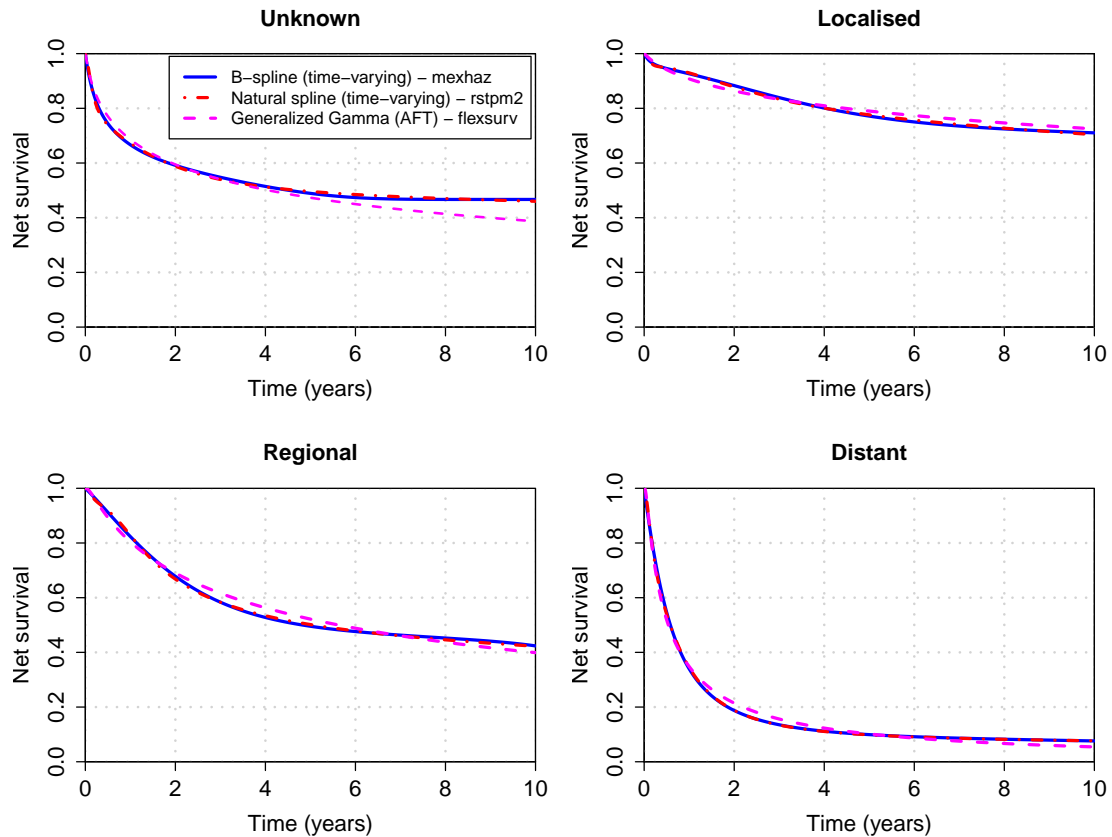 Unknown
Localised
1.0
0.8
0.6
0.4
0.2
0.0
Net survival
B−spline (time−varying) − mexhaz
Natural spline (time−varying) − rstpm2
Generalized Gamma (AFT) − flexsurv
0 2 4 6 8 10
Time (years)
1.0
0.8
0.6
0.4
0.2
0.0
Net survival
0 2 4 6 8 10
Time (years)
Regional
Distant
1.0
0.8
0.6
0.4
0.2
0.0
Net survival
0 2 4 6 8 10
Time (years)
1.0
0.8
0.6
0.4
0.2
0.0
Net survival
0 2 4 6 8 10
Time (years)